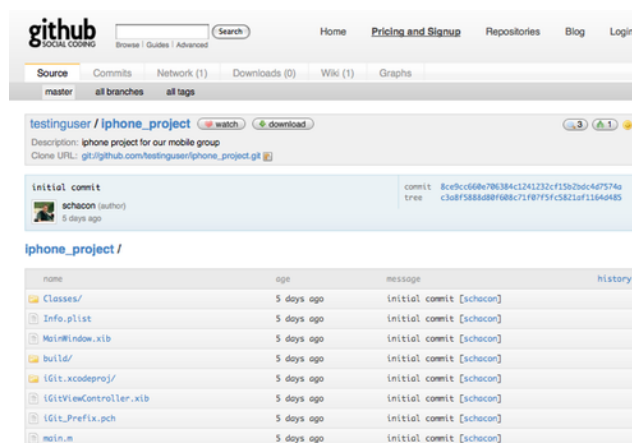 github
SOCIAL CODING
Search
Browse | Guides | Advanced
Home Pricing and Signup Repositories Blog Login
Source Commits Network (1) Downloads (0) Wiki (1) Graphs
master all branches all tags
testinguser / iphone_project watch download 3 1
Description: iphone project for our mobile group
Clone URL: git://github.com/testinguser/iphone_project.git
initial commit
commit 8ce9cc660e706384c1241232cf15b2bdc4d7574a
tree c3a8f5888d80f608c71f07f5fc5821af1164d485
schacon (author)
5 days ago
iphone_project /
name age message history
Classes/ 5 days ago initial commit [schacon]
Info.plist 5 days ago initial commit [schacon]
MainWindow.xib 5 days ago initial commit [schacon]
build/ 5 days ago initial commit [schacon]
iGit.xcodeproj/ 5 days ago initial commit [schacon]
iGitViewController.xib 5 days ago initial commit [schacon]
iGit_Prefix.pch 5 days ago initial commit [schacon]
main.m 5 days ago initial commit [schacon]